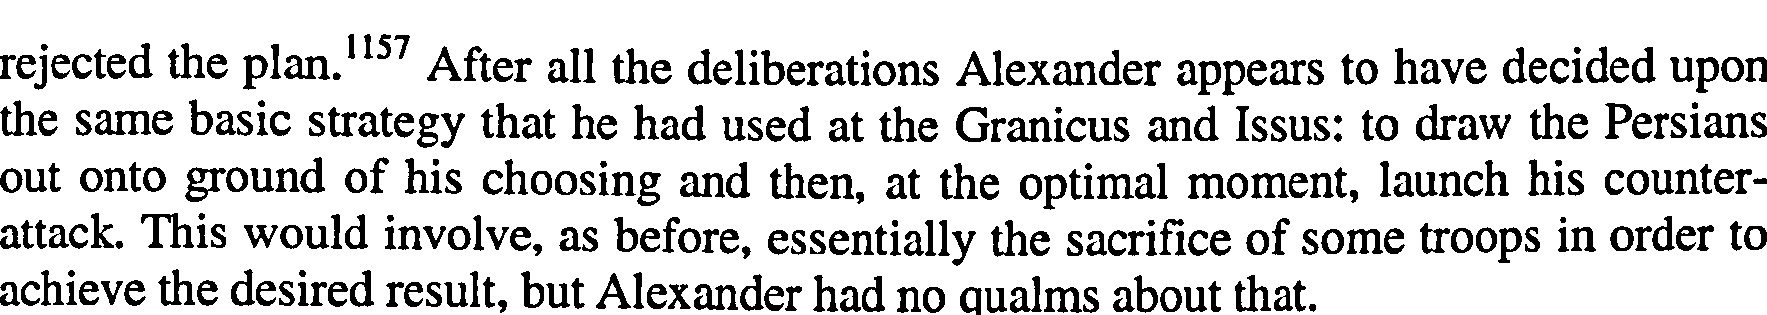 rejected the plan.1157 After all the deliberations Alexander appears to have decided upon
the same basic strategy that he had used at the Granicus and Issus: to draw the Persians
out onto ground of his choosing and then, at the optimal moment, launch his counter-
attack. This would involve, as before, essentially the sacrifice of some troops in order to
achieve the desired result, but Alexander had no qualms about that.